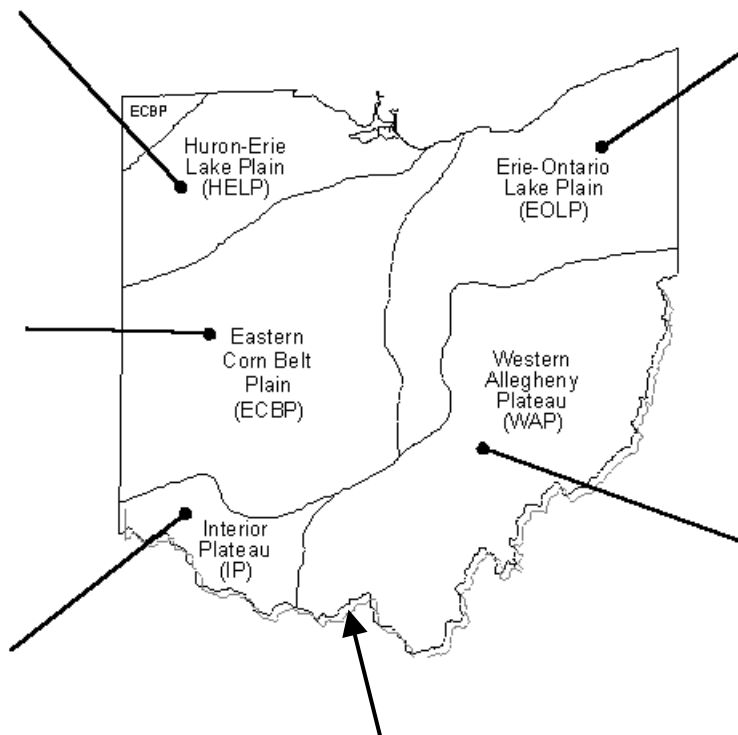 ECBP
Huron-Erie
Lake Plain
(HELP)
Erie-Ontario
Lake Plain
(EOLP)
Eastern
Corn Belt
Plain
(ECBP)
Western
Allegheny
Plateau
(WAP)
Interior
Plateau
(IP)